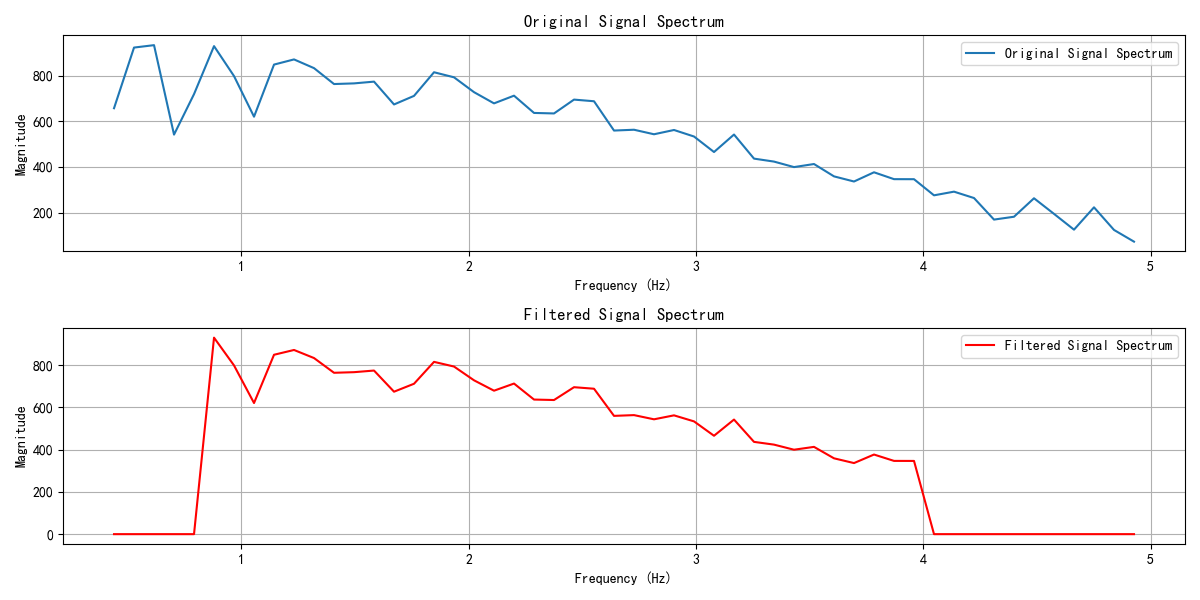 Original Signal Spectrum
Original Signal Spectrum
Magnitude
800
600
400
200
1 2 3 4 5
Frequency (Hz)
Filtered Signal Spectrum
Filtered Signal Spectrum
Magnitude
800
600
400
200
0
1 2 3 4 5
Frequency (Hz)